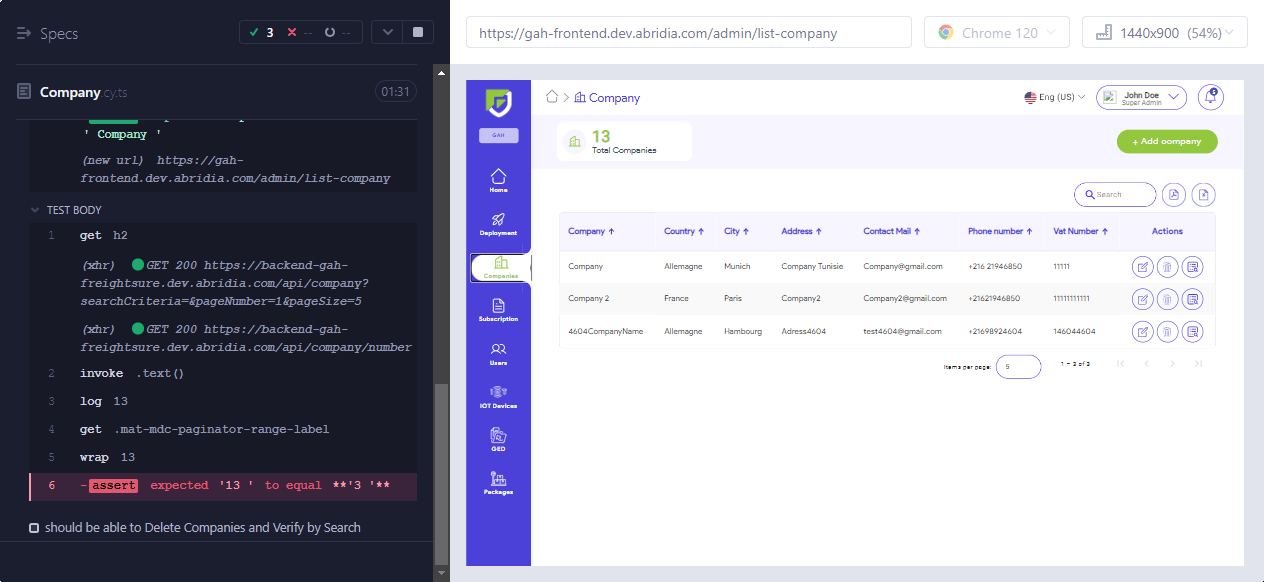 Specs
3 -- --
Company.cy.ts
01:31
' Company '
(new url) https://gah-
frontend.dev.abridia.com/admin/list-company
TEST BODY
1 get h2
(xhr) GET 200 https://backend-gah-
freightsure.dev.abridia.com/api/company?
searchCriteria=&pageNumber=1&pageSize=5
(xhr) GET 200 https://backend-gah-
freightsure.dev.abridia.com/api/company/number
2 invoke .text()
3 log 13
4 get .mat-mdc-paginator-range-label
5 wrap 13
6 -assert expected '13 ' to equal **'3 '**
should be able to Delete Companies and Verify by Search
https://gah-frontend.dev.abridia.com/admin/list-company
Chrome 120
1440x900 (54%)
GAH
Home
Deployment
Companies
Subscription
Users
IOT Devices
GED
Packages
Company
Eng (US)
John Doe
Super Admin
13
Total Companies
+ Add company
Search
Company Country City Address Contact Mail Phone number Vat Number Actions
Company Allemagne Munich Company Tunisie Company@gmail.com +216 21946850 11111
Company 2 France Paris Company2 Company2@gmail.com +21621946850 11111111111
4604CompanyName Allemagne Hambourg Adress4604 test4604@gmail.com +21698924604 146044604
Items per page: 5 1 – 3 of 3